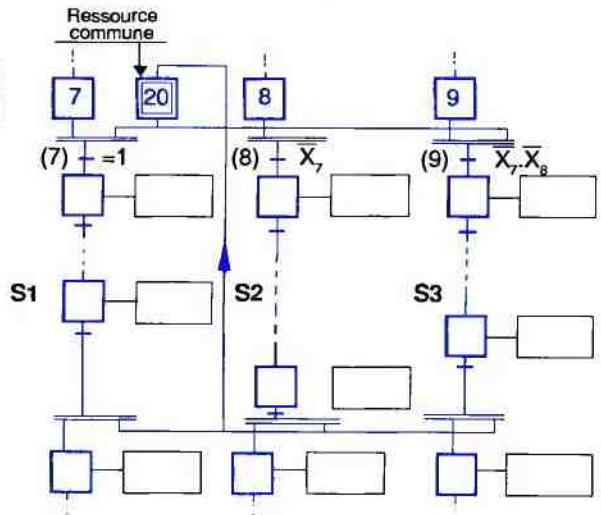 Ressource
commune
7 20 8 9
(7) =1 (8) X̅₇ (9) X̅₇.X̅₈
S1 S2 S3